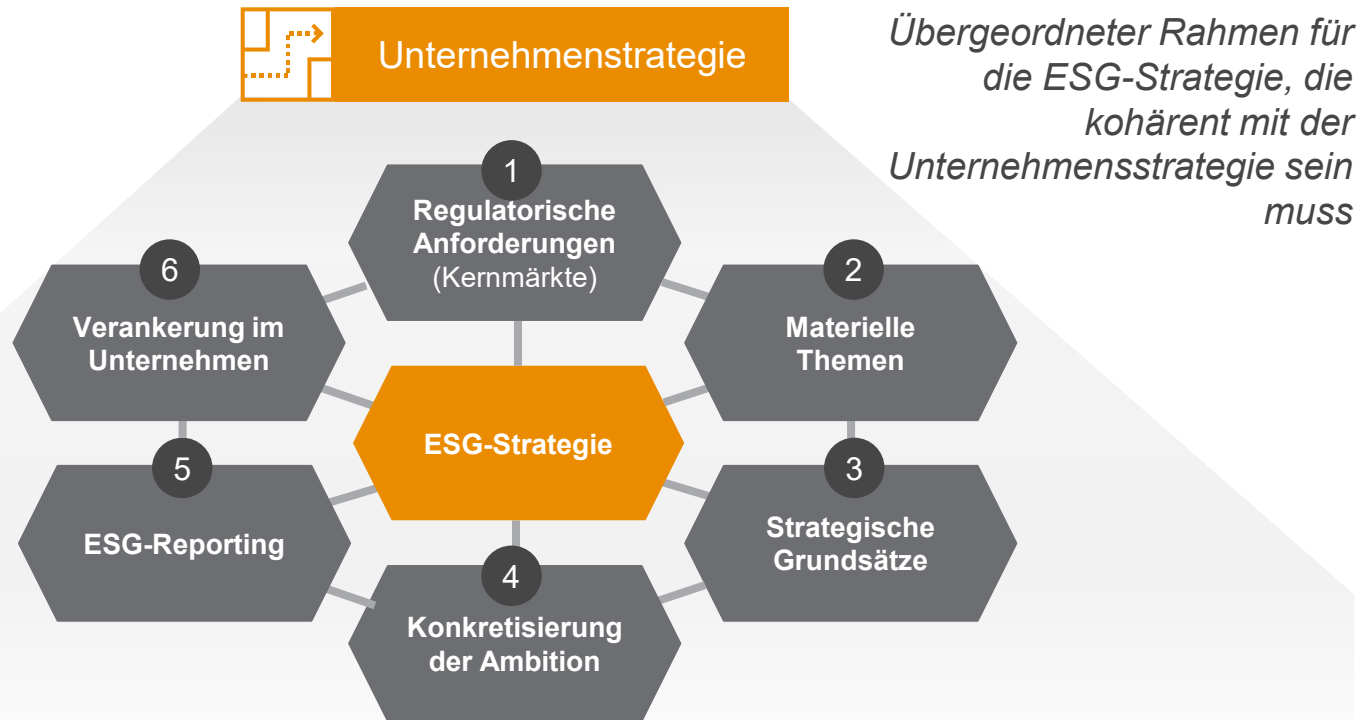 Unternehmenstrategie
Übergeordneter Rahmen für
die ESG-Strategie, die
kohärent mit der
Unternehmensstrategie sein
muss
1
Regulatorische
Anforderungen
(Kernmärkte)
2
Materielle
Themen
3
Strategische
Grundsätze
4
Konkretisierung
der Ambition
5
ESG-Reporting
6
Verankerung im
Unternehmen
ESG-Strategie